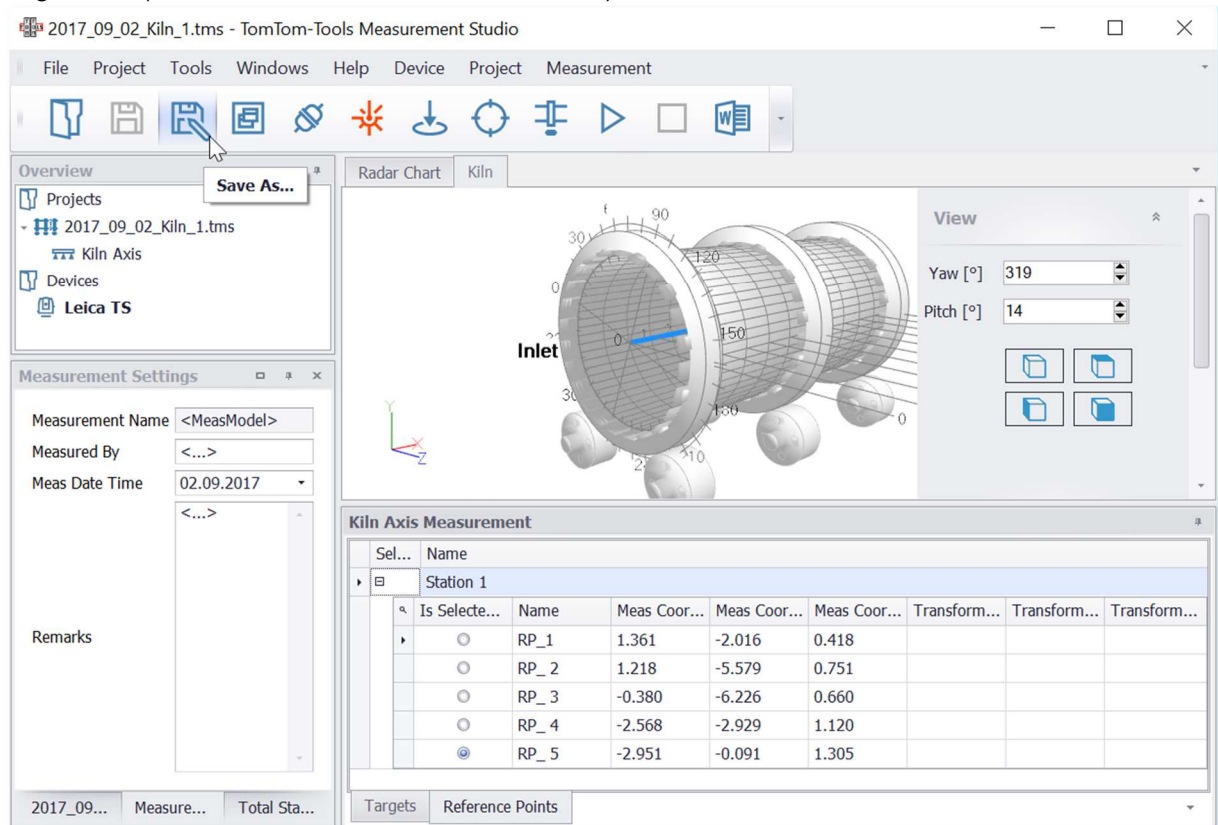 2017_09_02_Kiln_1.tms - TomTom-Tools Measurement Studio
File Project Tools Windows Help Device Project Measurement
Overview
Save As...
Projects
2017_09_02_Kiln_1.tms
Kiln Axis
Devices
Leica TS
Measurement Settings
Measurement Name <MeasModel>
Measured By <...>
Meas Date Time 02.09.2017
<...>
Remarks
2017_09... Measure... Total Sta...
Radar Chart Kiln
90
30
120
0
0
150
Inlet
180
0
View
Yaw [°] 319
Pitch [°] 14
Y
X
Z
Kiln Axis Measurement
Sel... Name
Station 1
Is Selecte... Name Meas Coor... Meas Coor... Meas Coor... Transform... Transform... Transform...
RP_1 1.361 -2.016 0.418
RP_ 2 1.218 -5.579 0.751
RP_ 3 -0.380 -6.226 0.660
RP_ 4 -2.568 -2.929 1.120
RP_ 5 -2.951 -0.091 1.305
Targets Reference Points